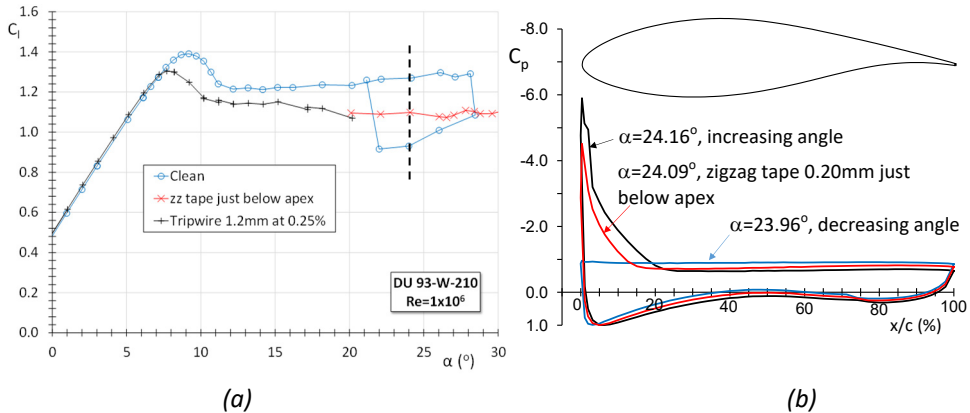 C_l
1.6
1.4
1.2
1.0
0.8
0.6
0.4
0.2
0.0
0
5
10
15
20
25
30
α (°)
Clean
zz tape just below apex
Tripwire 1.2mm at 0.25%
DU 93-W-210
Re=1x10⁶
(a)
C_p
-8.0
-6.0
-4.0
-2.0
0.0
1.0
0
20
40
60
80
100
x/c (%)
α=24.16°, increasing angle
α=24.09°, zigzag tape 0.20mm just
below apex
α=23.96°, decreasing angle
(b)